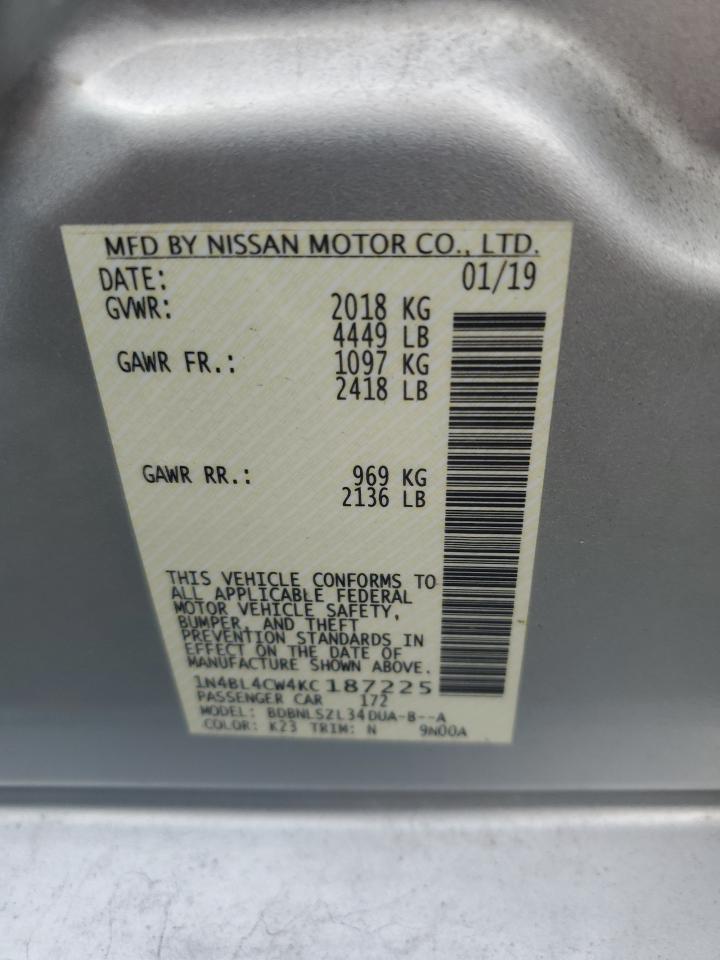 MFD BY NISSAN MOTOR CO., LTD.
DATE: 01/19
GVWR: 2018 KG
4449 LB
GAWR FR.: 1097 KG
2418 LB
GAWR RR.: 969 KG
2136 LB
THIS VEHICLE CONFORMS TO
ALL APPLICABLE FEDERAL
MOTOR VEHICLE SAFETY,
BUMPER, AND THEFT
PREVENTION STANDARDS IN
EFFECT ON THE DATE OF
MANUFACTURE SHOWN ABOVE.
1N4BL4CW4KC187225
PASSENGER CAR 172
MODEL: BDBNLSZL34DUA-B--A
COLOR: K23 TRIM: N 9N00A